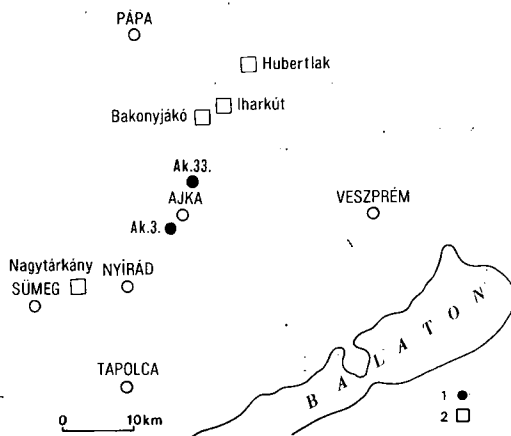 PÁPA
Hubertlak
Iharkút
Bakonyjákó
Ak.33.
AJKA
VESZPRÉM
Ak.3.
Nagytárkány
NYÍRÁD
SÜMEG
TAPOLCA
BALATON
1
2
0 10km